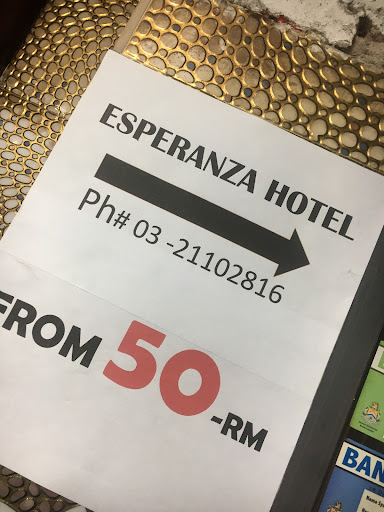 ESPERANZA HOTEL
Ph# 03 -21102816
FROM 50 -RM
BAN